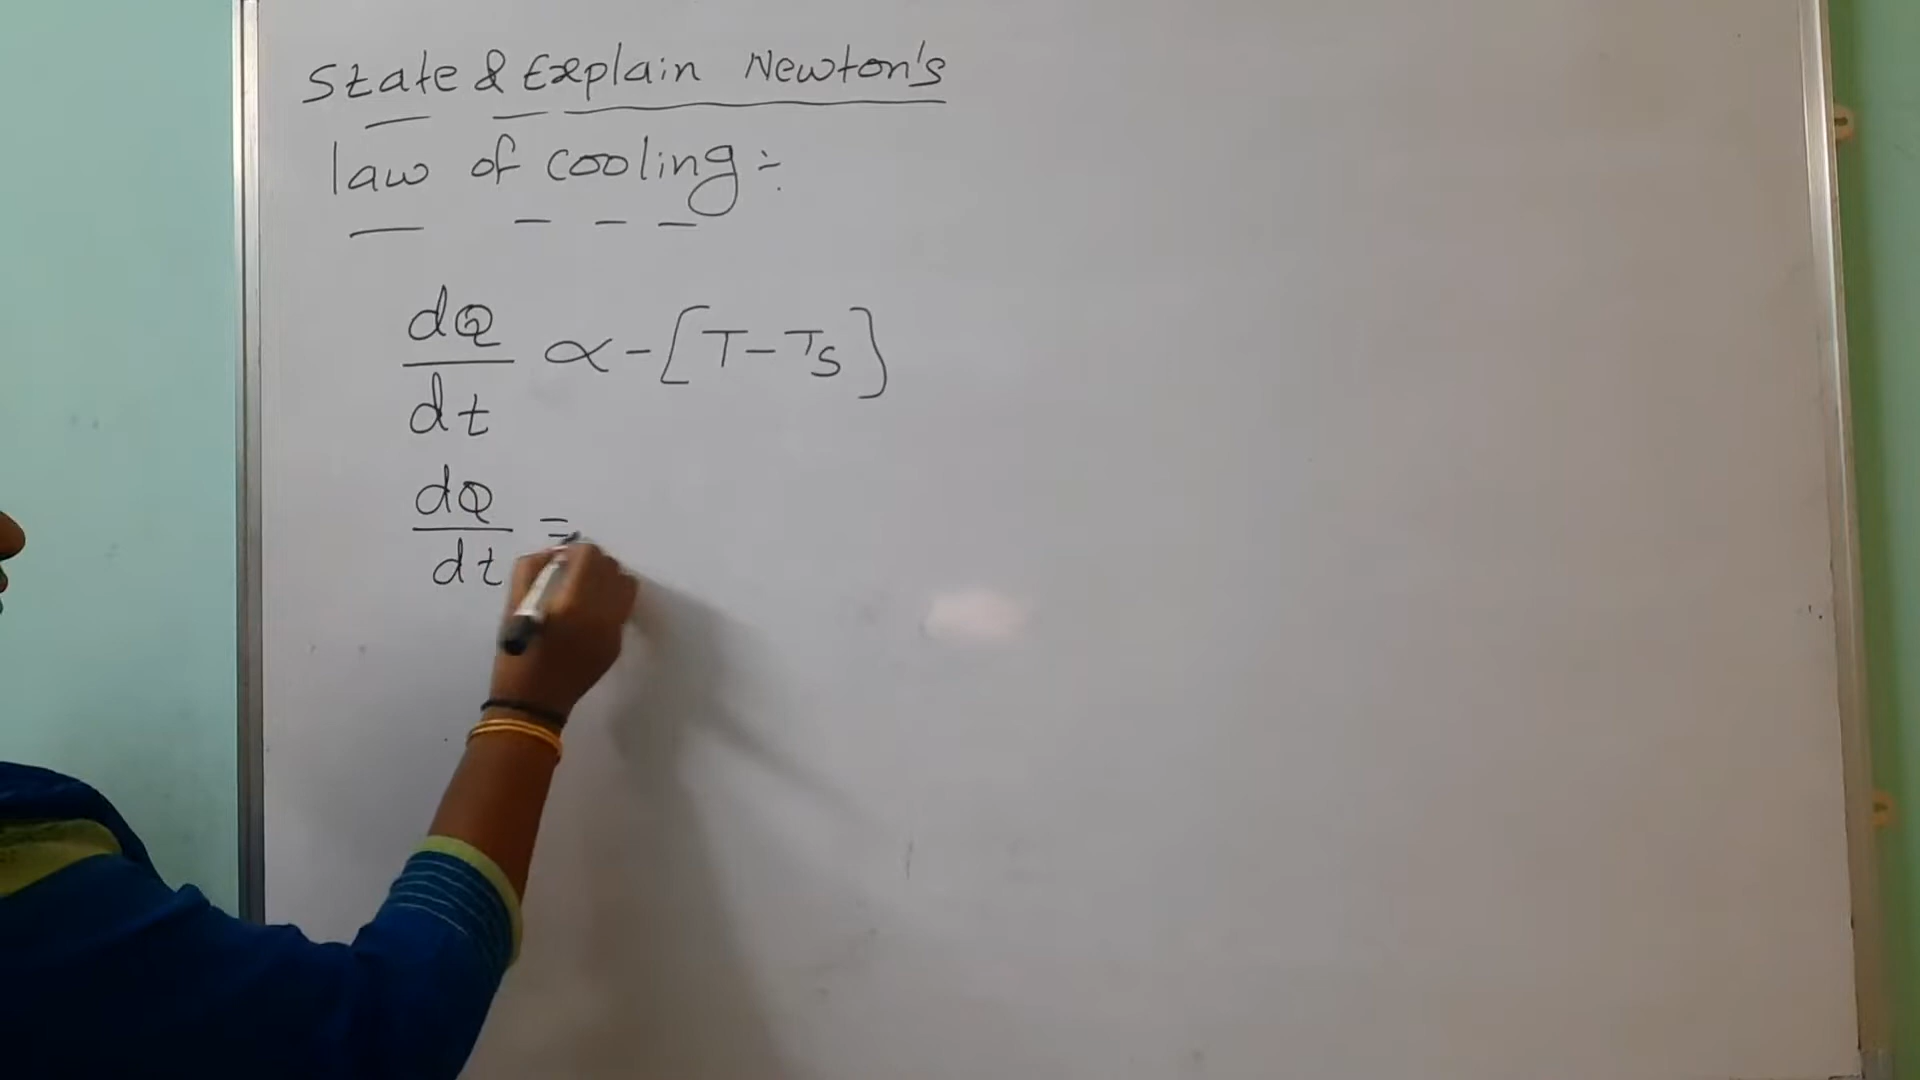 State & Explain Newton's
law of cooling :-
dQ/dt ∝ -[T-Ts]
dQ/dt =